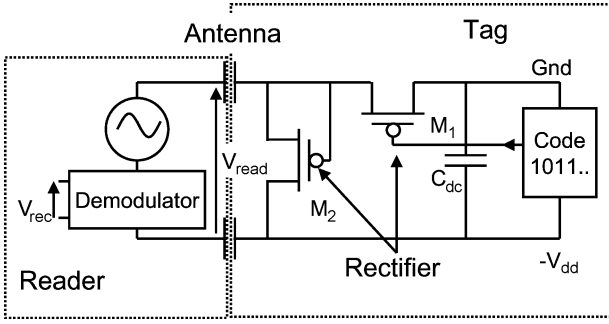 Antenna
Tag
Gnd
M1
Code
1011..
Vread
Cdc
Demodulator
Vrec
M2
Rectifier
-Vdd
Reader